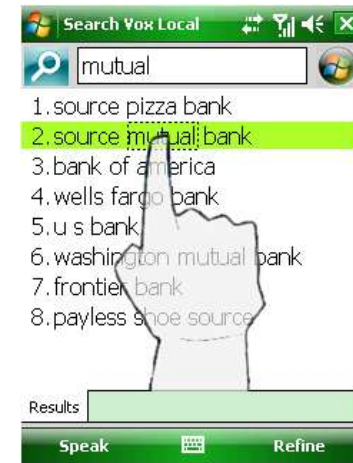 Search Vox Local
mutual
1. source pizza bank
2. source mutual bank
3. bank of america
4. wells fargo bank
5. u s bank
6. washington mutual bank
7. frontier bank
8. payless shoe source
Results
Speak Refine